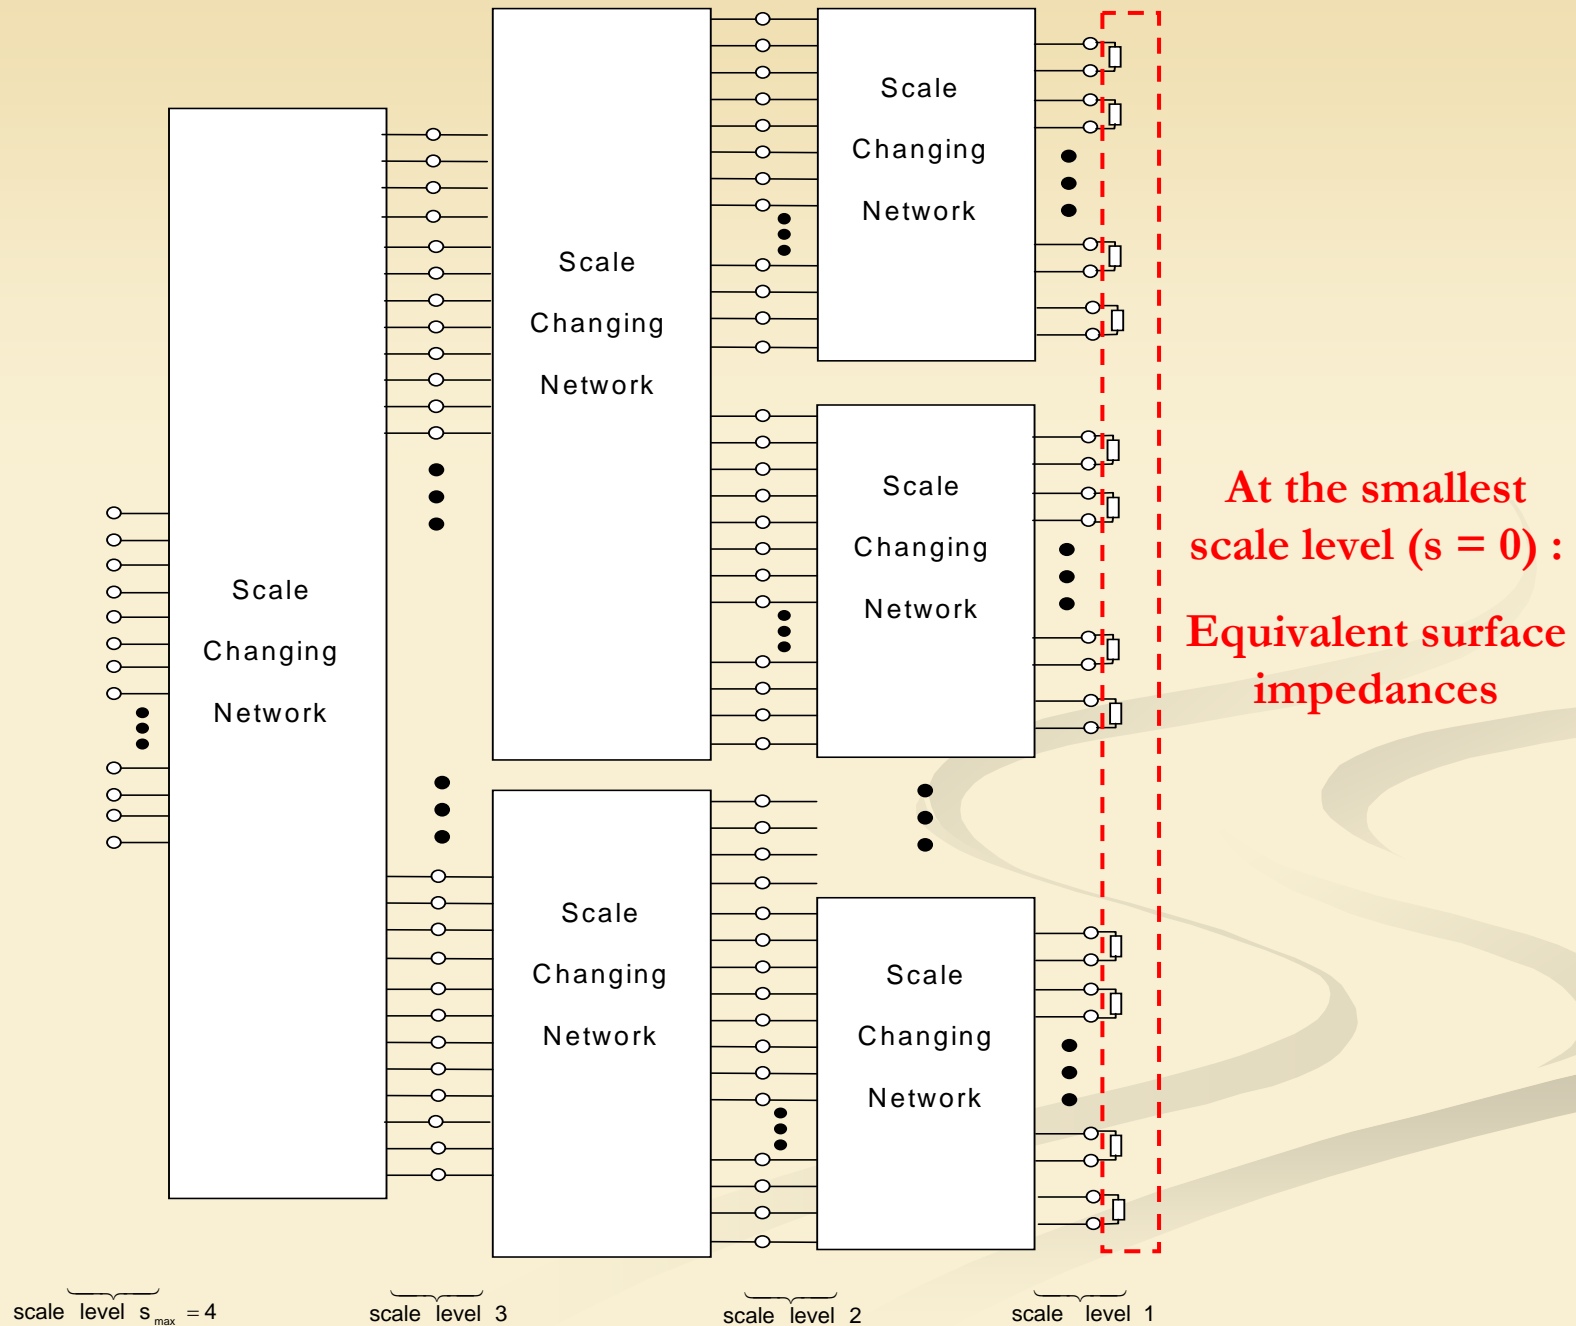 Scale
Changing
Network
Scale
Changing
Network
Scale
Changing
Network
Scale
Changing
Network
Scale
Changing
Network
Scale
Changing
Network
At the smallest
scale level (s = 0) :
Equivalent surface
impedances
scale level s max = 4
scale level 3
scale level 2
scale level 1